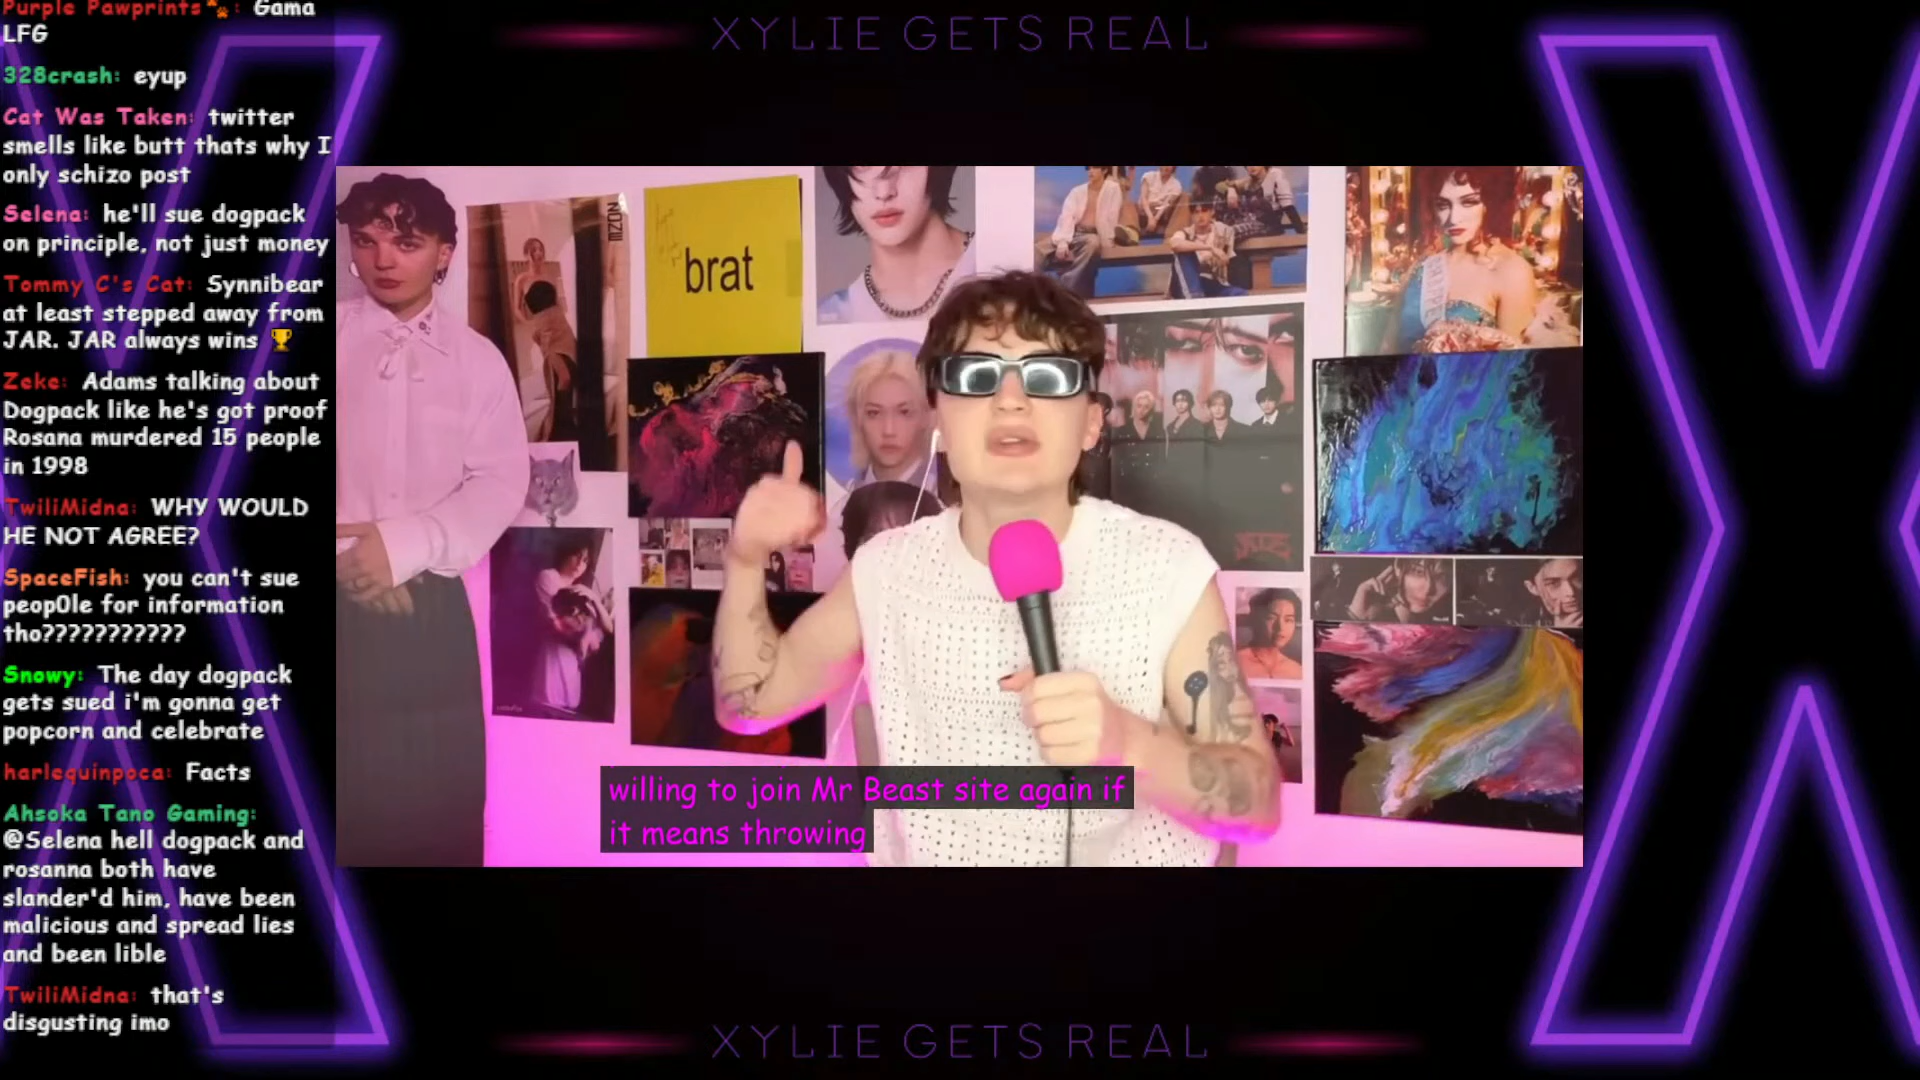 Purple Pawprints🐾: Gama
LFG
328crash: eyup
Cat Was Taken: twitter
smells like butt thats why I
only schizo post
Selena: he'll sue dogpack
on principle, not just money
Tommy C's Cat: Synnibear
at least stepped away from
JAR. JAR always wins 🏆
Zeke: Adams talking about
Dogpack like he's got proof
Rosana murdered 15 people
in 1998
TwiliMidna: WHY WOULD
HE NOT AGREE?
SpaceFish: you can't sue
peop0le for information
tho???????????
Snowy: The day dogpack
gets sued i'm gonna get
popcorn and celebrate
harlequinpoca: Facts
Ahsoka Tano Gaming:
@Selena hell dogpack and
rosanna both have
slander'd him, have been
malicious and spread lies
and been lible
TwiliMidna: that's
disgusting imo
XYLIE GETS REAL
brat
willing to join Mr Beast site again if
it means throwing
XYLIE GETS REAL